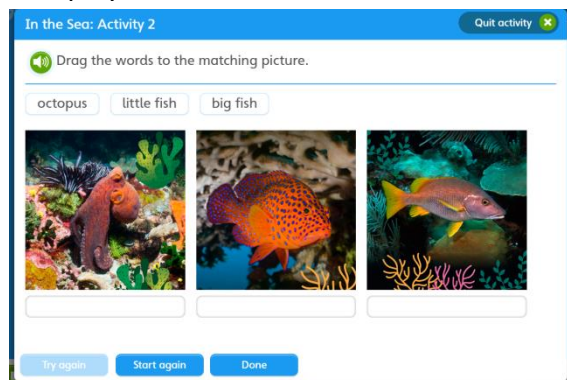 In the Sea: Activity 2
Quit activity
Drag the words to the matching picture.
octopus little fish big fish
Try again Start again Done